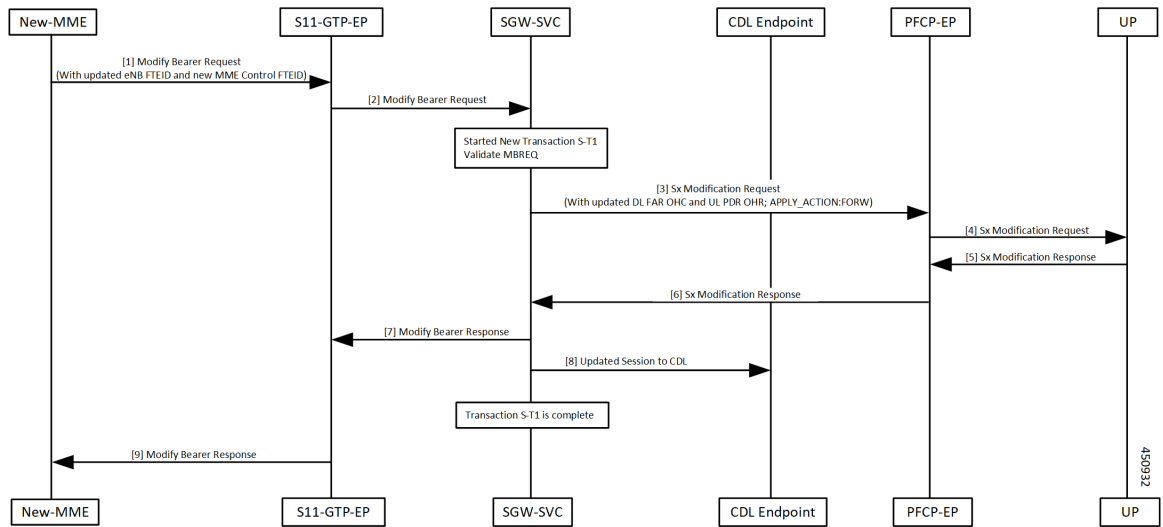 New-MME
S11-GTP-EP
SGW-SVC
CDL Endpoint
PFCP-EP
UP
[1] Modify Bearer Request
(With updated eNB FTEID and new MME Control FTEID)
[2] Modify Bearer Request
Started New Transaction S-T1
Validate MBREQ
[3] Sx Modification Request
(With updated DL FAR OHC and UL PDR OHR; APPLY_ACTION:FORW)
[4] Sx Modification Request
[5] Sx Modification Response
[6] Sx Modification Response
[7] Modify Bearer Response
[8] Updated Session to CDL
Transaction S-T1 is complete
[9] Modify Bearer Response
450932
New-MME
S11-GTP-EP
SGW-SVC
CDL Endpoint
PFCP-EP
UP